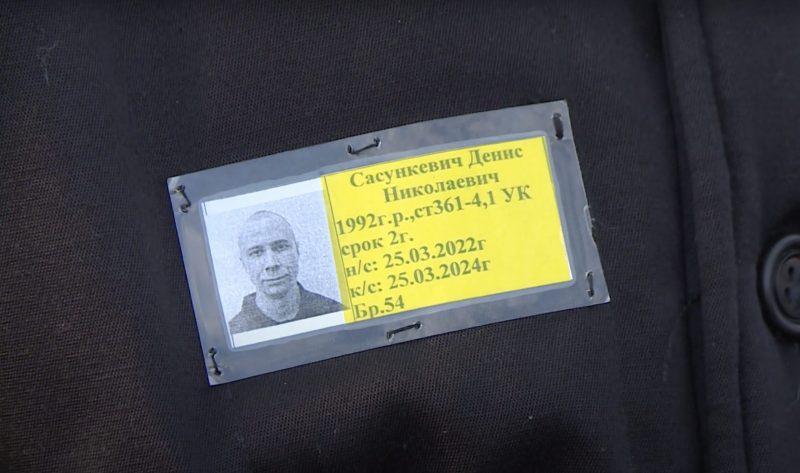 Сасункевич Денис
Николаевич
1992г.р.,ст361-4,1 УК
срок 2г.
н/с: 25.03.2022г
к/с: 25.03.2024г
Бр.54